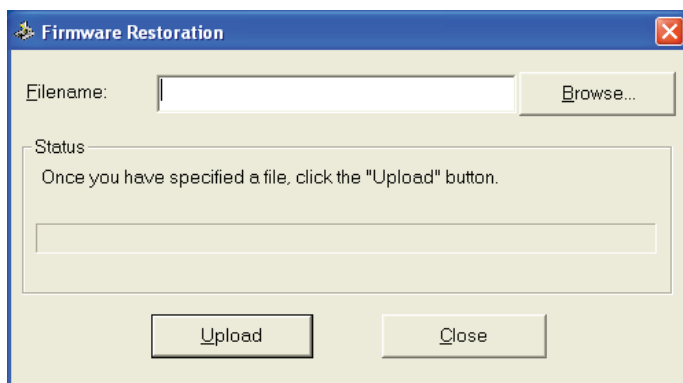 Firmware Restoration
Filename:
Browse...
Status
Once you have specified a file, click the "Upload" button.
Upload
Close